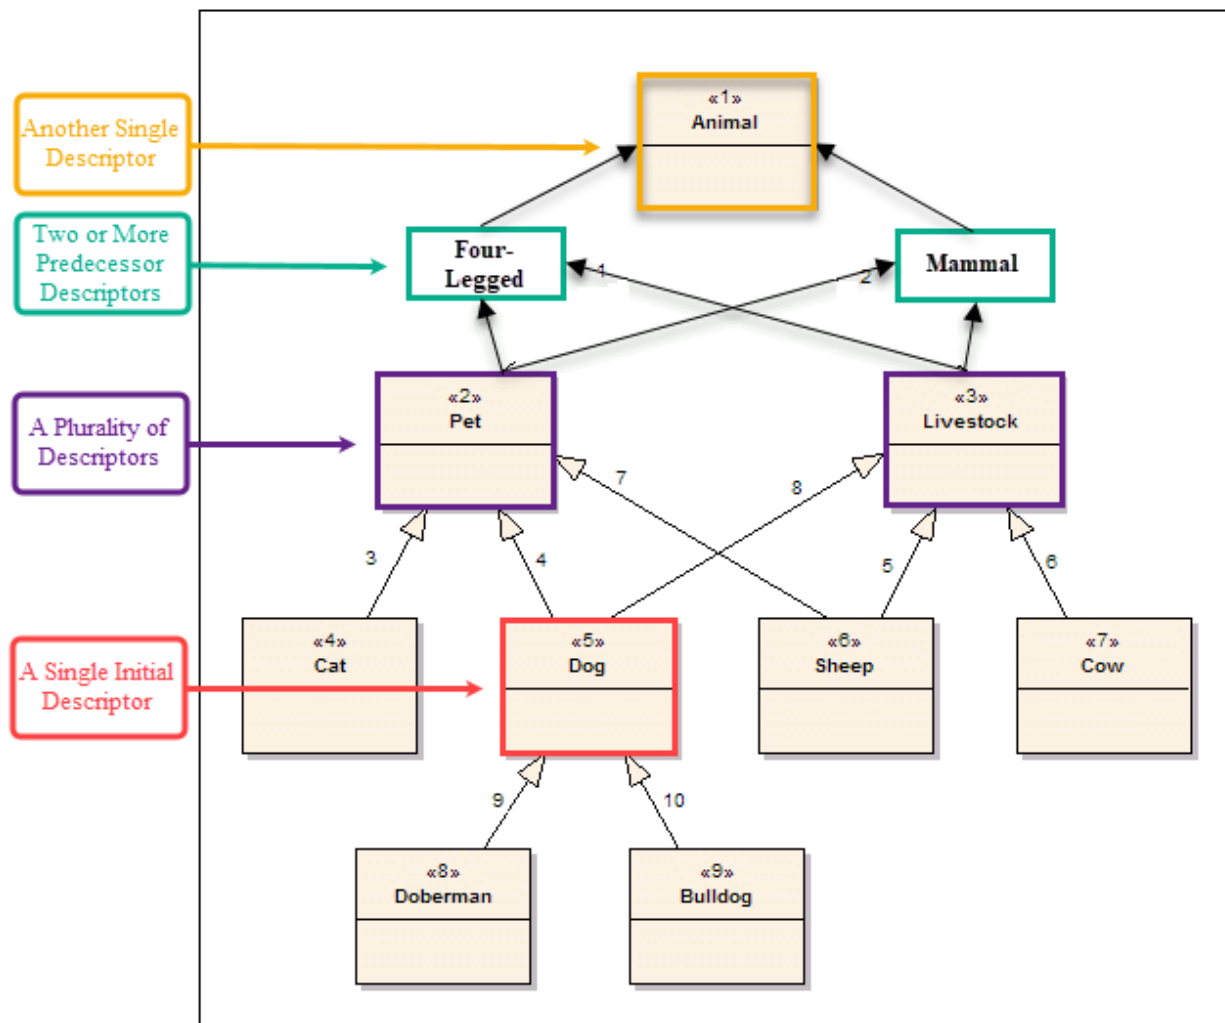 «1»
Animal
Another Single
Descriptor
Two or More
Predecessor
Descriptors
Four-
Legged
1
2
Mammal
A Plurality of
Descriptors
«2»
Pet
«3»
Livestock
7
8
3
4
5
6
A Single Initial
Descriptor
«4»
Cat
«5»
Dog
«6»
Sheep
«7»
Cow
9
10
«8»
Doberman
«9»
Bulldog